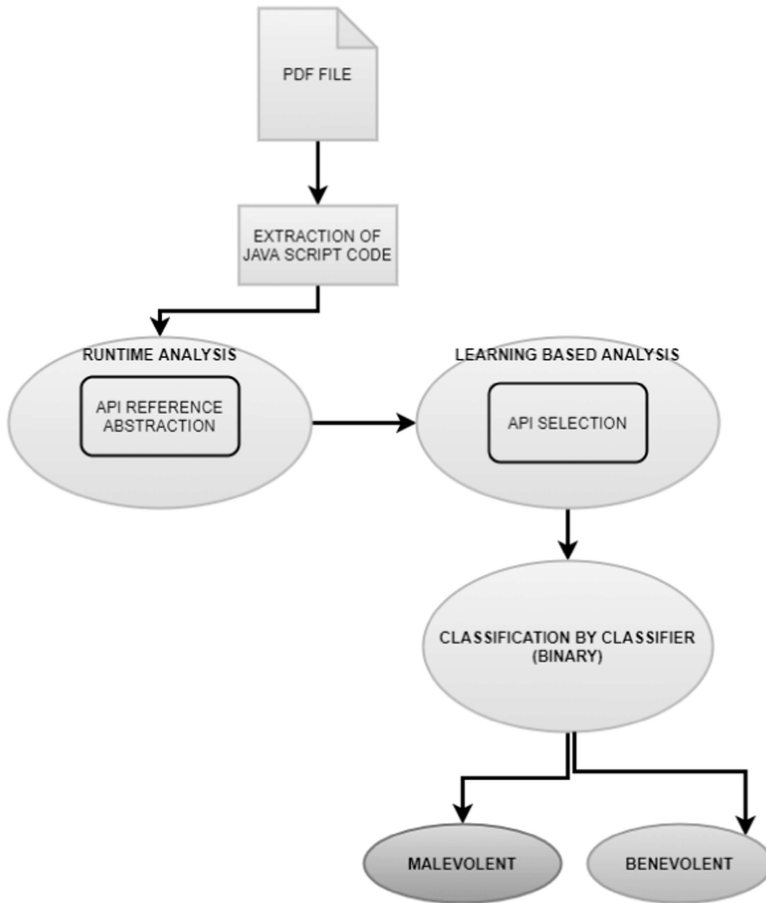 PDF FILE
EXTRACTION OF
JAVA SCRIPT CODE
RUNTIME ANALYSIS
API REFERENCE
ABSTRACTION
LEARNING BASED ANALYSIS
API SELECTION
CLASSIFICATION BY CLASSIFIER
(BINARY)
MALEVOLENT
BENEVOLENT